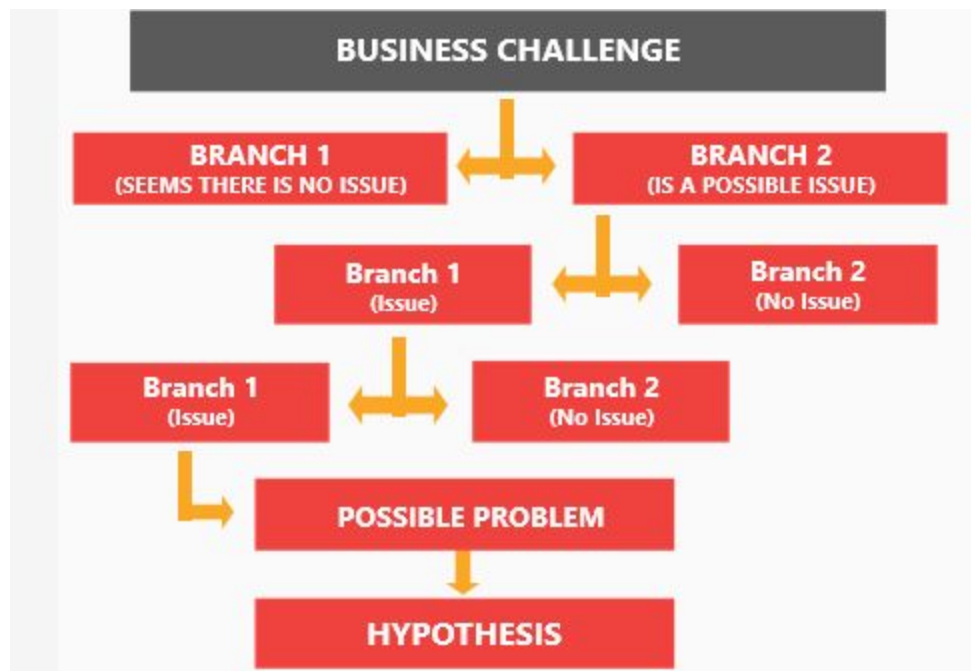 BUSINESS CHALLENGE
BRANCH 1
(SEEMS THERE IS NO ISSUE)
BRANCH 2
(IS A POSSIBLE ISSUE)
Branch 1
(Issue)
Branch 2
(No Issue)
Branch 1
(Issue)
Branch 2
(No Issue)
POSSIBLE PROBLEM
HYPOTHESIS